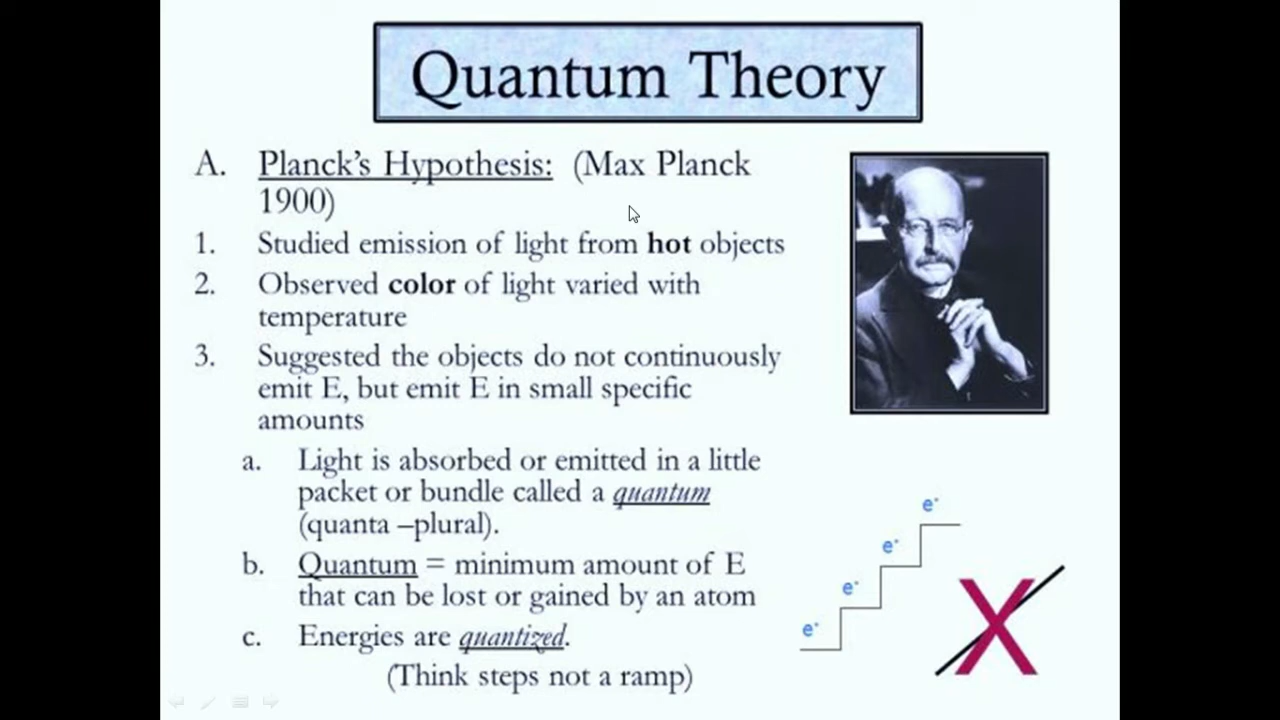 Quantum Theory
A. Planck's Hypothesis: (Max Planck
1900)
1. Studied emission of light from hot objects
2. Observed color of light varied with
temperature
3. Suggested the objects do not continuously
emit E, but emit E in small specific
amounts
a. Light is absorbed or emitted in a little
packet or bundle called a quantum
(quanta –plural).
b. Quantum = minimum amount of E
that can be lost or gained by an atom
c. Energies are quantized.
(Think steps not a ramp)
e-
e-
e-
e-
X